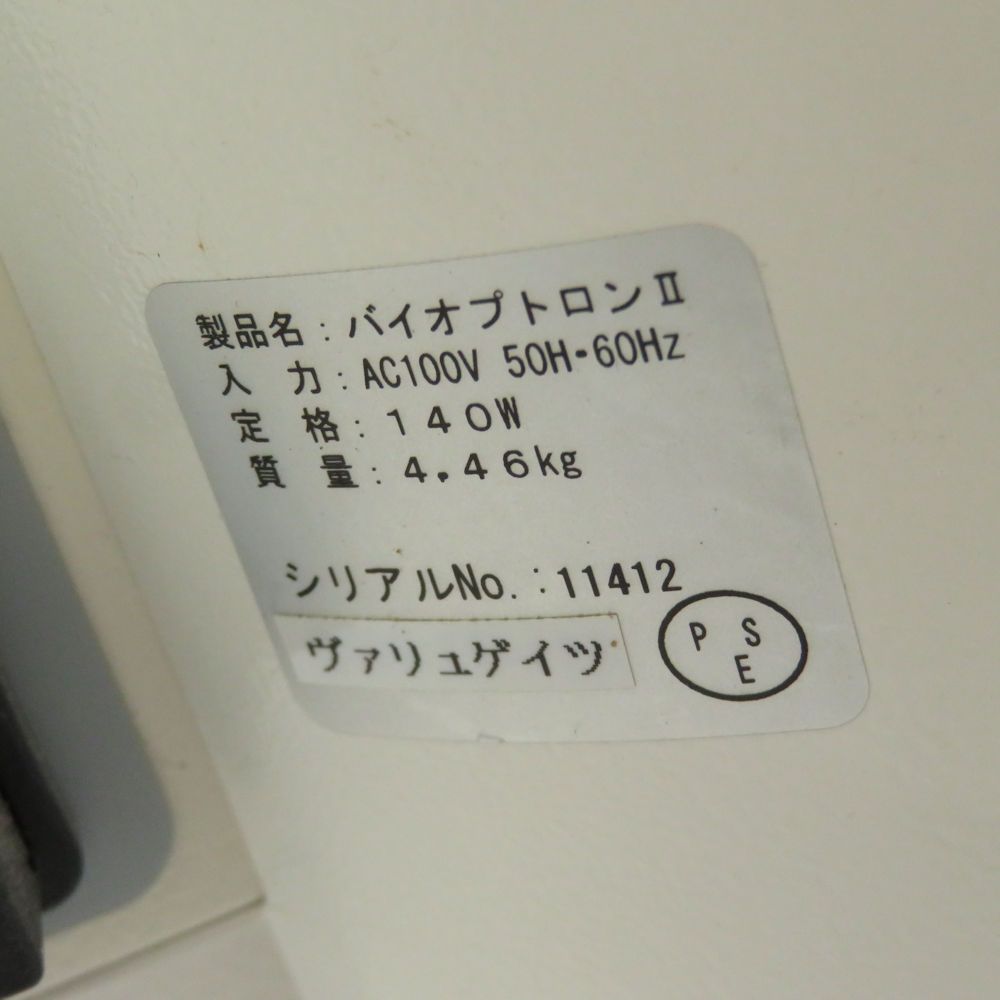 製品名：バイオプトロンⅡ
入　力：AC100V 50H・60Hz
定　格：１４０W
質　量：４.４６kg
シリアルNo.：11412
ヴァリュゲイツ
P S
E